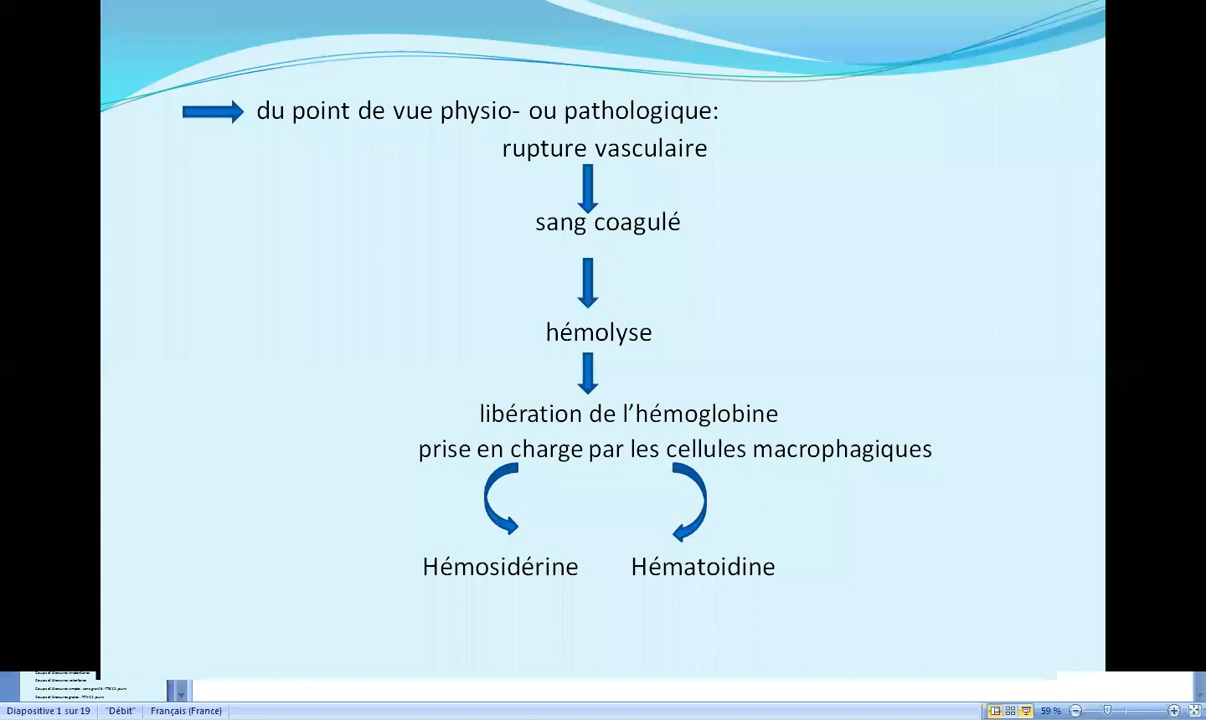 du point de vue physio- ou pathologique:
rupture vasculaire
sang coagulé
hémolyse
libération de l’hémoglobine
prise en charge par les cellules macrophagiques
Hémosidérine Hématoidine
Diapositive 1 sur 19 "Débit" Français (France) 59 %